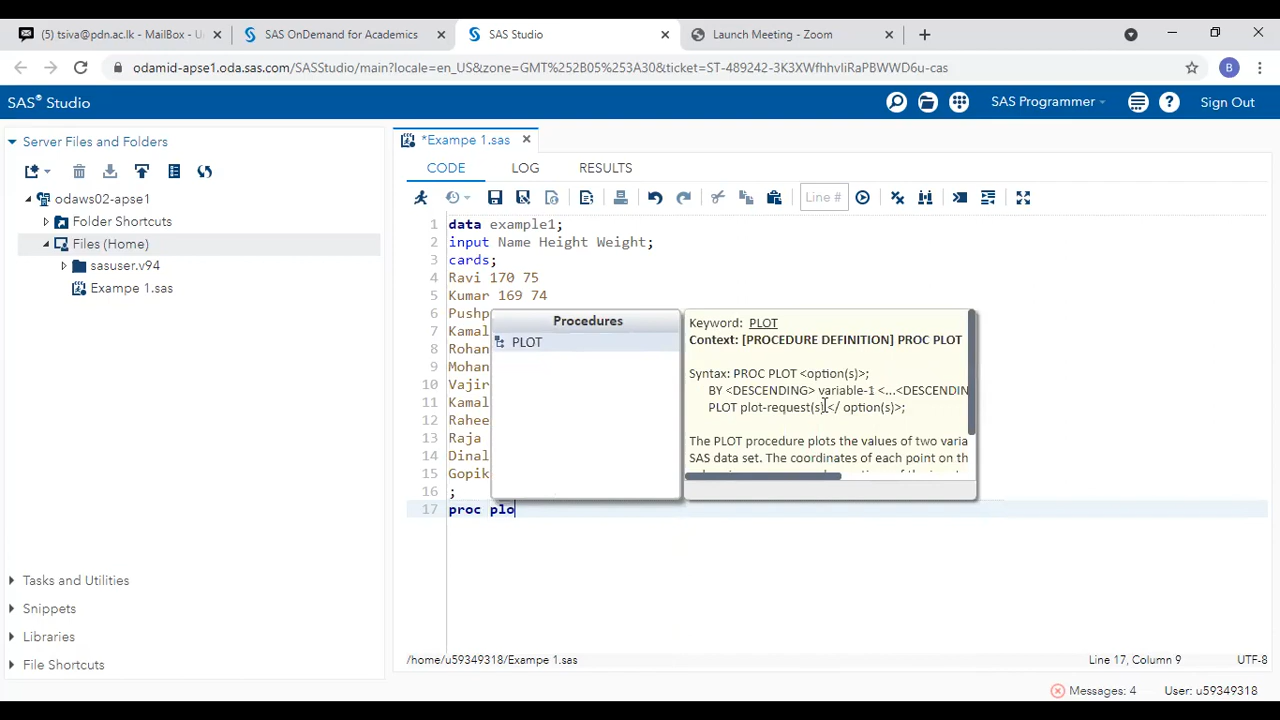 (5) tsiva@pdn.ac.lk - MailBox - U
SAS OnDemand for Academics
SAS Studio
Launch Meeting - Zoom
odamid-apse1.oda.sas.com/SASStudio/main?locale=en_US&zone=GMT%252B05%253A30&ticket=ST-489242-3K3XWfhhvIiRaPBWWD6u-cas
B
SAS® Studio
SAS Programmer
Sign Out
Server Files and Folders
*Exampe 1.sas
CODE
LOG
RESULTS
Line #
odaws02-apse1
Folder Shortcuts
Files (Home)
sasuser.v94
Exampe 1.sas
1 data example1;
2 input Name Height Weight;
3 cards;
4 Ravi 170 75
5 Kumar 169 74
6 Pushp
7 Kamal
8 Rohan
9 Mohan
10 Vajir
11 Kamal
12 Rahee
13 Raja
14 Dinal
15 Gopik
16 ;
17 proc plo
Procedures
PLOT
Keyword: PLOT
Context: [PROCEDURE DEFINITION] PROC PLOT
Syntax: PROC PLOT <option(s)>;
BY <DESCENDING> variable-1 <...<DESCENDIN
PLOT plot-request(s)</ option(s)>;
The PLOT procedure plots the values of two varia
SAS data set. The coordinates of each point on th
Tasks and Utilities
Snippets
Libraries
File Shortcuts
/home/u59349318/Exampe 1.sas
Line 17, Column 9
UTF-8
Messages: 4
User: u59349318